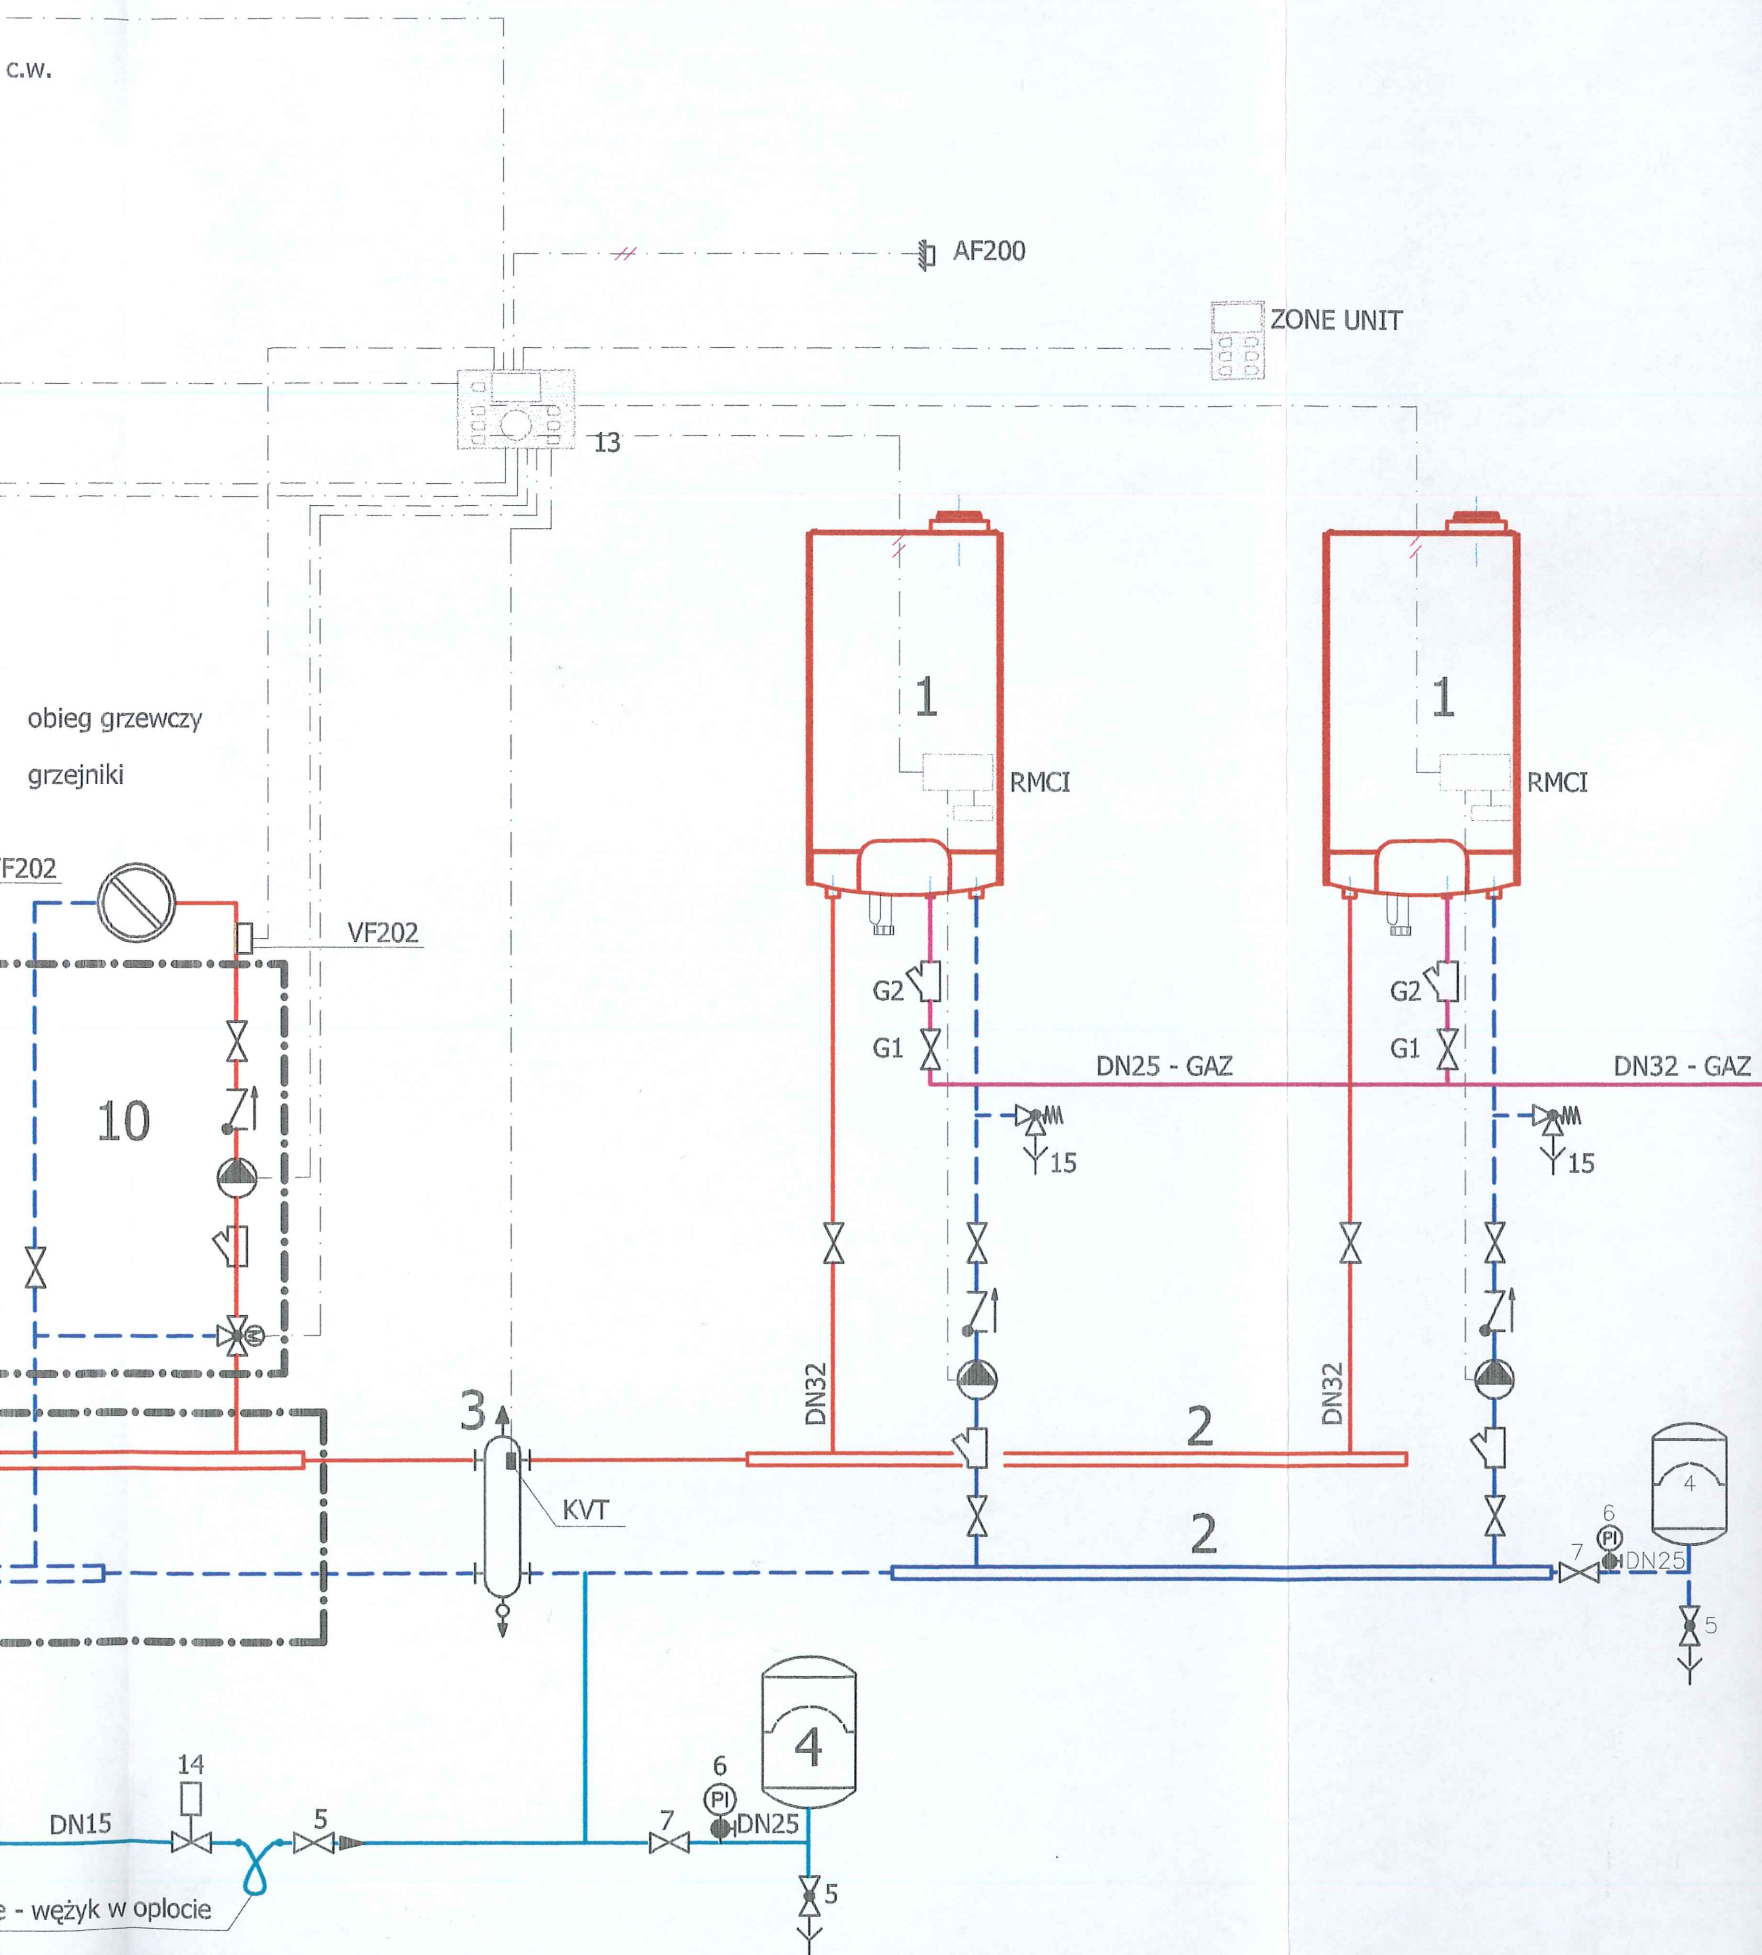 c.w.
AF200
ZONE UNIT
13
obieg grzewczy
grzejniki
1
1
RMCI
RMCI
F202
VF202
G2
G2
G1
G1
DN25 - GAZ
DN32 - GAZ
10
15
15
M
DN32
DN32
3
2
4
KVT
2
6
PI
7
DN25
5
4
14
6
PI
DN15
5
7
DN25
5
e - wężyk w oplocie